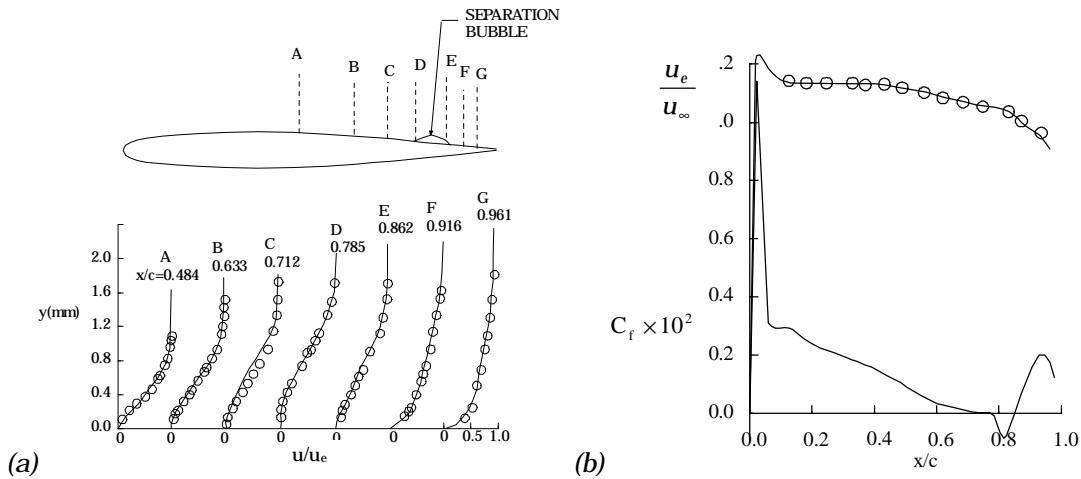 SEPARATION
BUBBLE
A
B
C
D
E
F
G
A
x/c=0.484
B
0.633
C
0.712
D
0.785
E
0.862
F
0.916
G
0.961
y(mm)
2.0
1.6
1.2
0.8
0.4
0.0
0 0 0 0 0 0 0 0.5 1.0
u/uₑ
(a)
uₑ
u∞
.2
.0
0.2
0.6
0.4
C_f ×10²
0.2
0.0
0.0 0.2 0.4 0.6 0.8 1.0
x/c
(b)